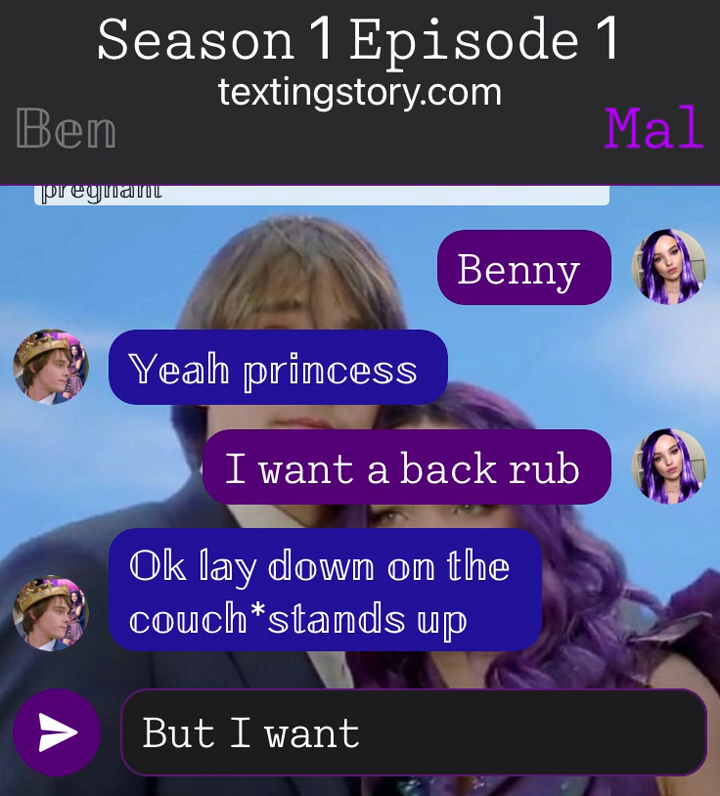 Season 1 Episode 1
textingstory.com
Ben
Mal
pregnant
Benny
Yeah princess
I want a back rub
Ok lay down on the
couch*stands up
But I want